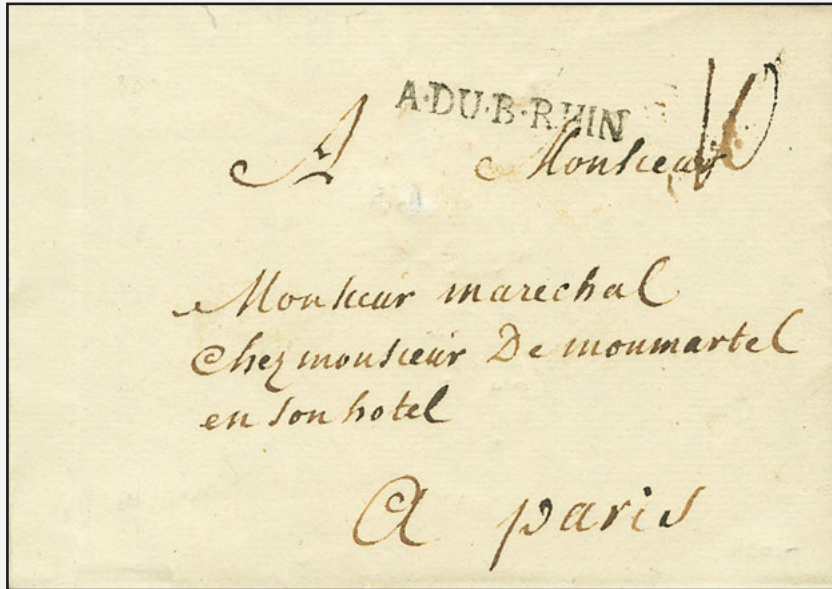 A·DU·B·RHIN
A Monsieur
Monsieur marechal
Chez monsieur De moumartel
en son hotel
A paris